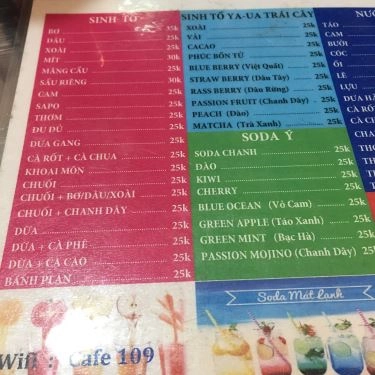 SINH TỐ
BƠ 35k
DÂU 25k
XOÀI 25k
MÍT 30k
MÃNG CẦU 25k
SẦU RIÊNG 30k
CAM 25k
SAPO 25k
THƠM 25k
ĐU ĐỦ 25k
DƯA GANG 25k
CÀ RỐT + CÀ CHUA 25k
KHOAI MÔN 25k
CHUỐI 25k
CHUỐI + BƠ/DÂU/XOÀI 25k
CHUỐI + CHANH DÂY 25k
DỪA 25k
DỪA + CÀ PHÊ 25k
DỪA + CA CAO 25k
BÁNH PLAN 25k
SINH TỐ YA-UA TRÁI CÂY
XOÀI 25k
VẢI 25k
CACAO 25k
PHÚC BỒN TỬ 25k
BLUE BERRY (Việt Quất) 25k
STRAW BERRY (Dâu Tây) 25k
RASS BERRY (Dâu Rừng) 25k
PASSION FRUIT (Chanh Dây) 25k
PEACH (Đào) 25k
MATCHA (Trà Xanh) 25k
SODA Ý
SODA CHANH 25k
ĐÀO 25k
KIWI 25k
CHERRY 25k
BLUE OCEAN (Vỏ Cam) 25k
GREEN APPLE (Táo Xanh) 25k
GREEN MINT (Bạc Hà) 25k
PASSION MOJINO (Chanh Dây) 25k
TÁO
CAM
BƯỞI
CÓC
ỔI
LÊ
Soda Mát Lạnh
Wifi : Cafe 109